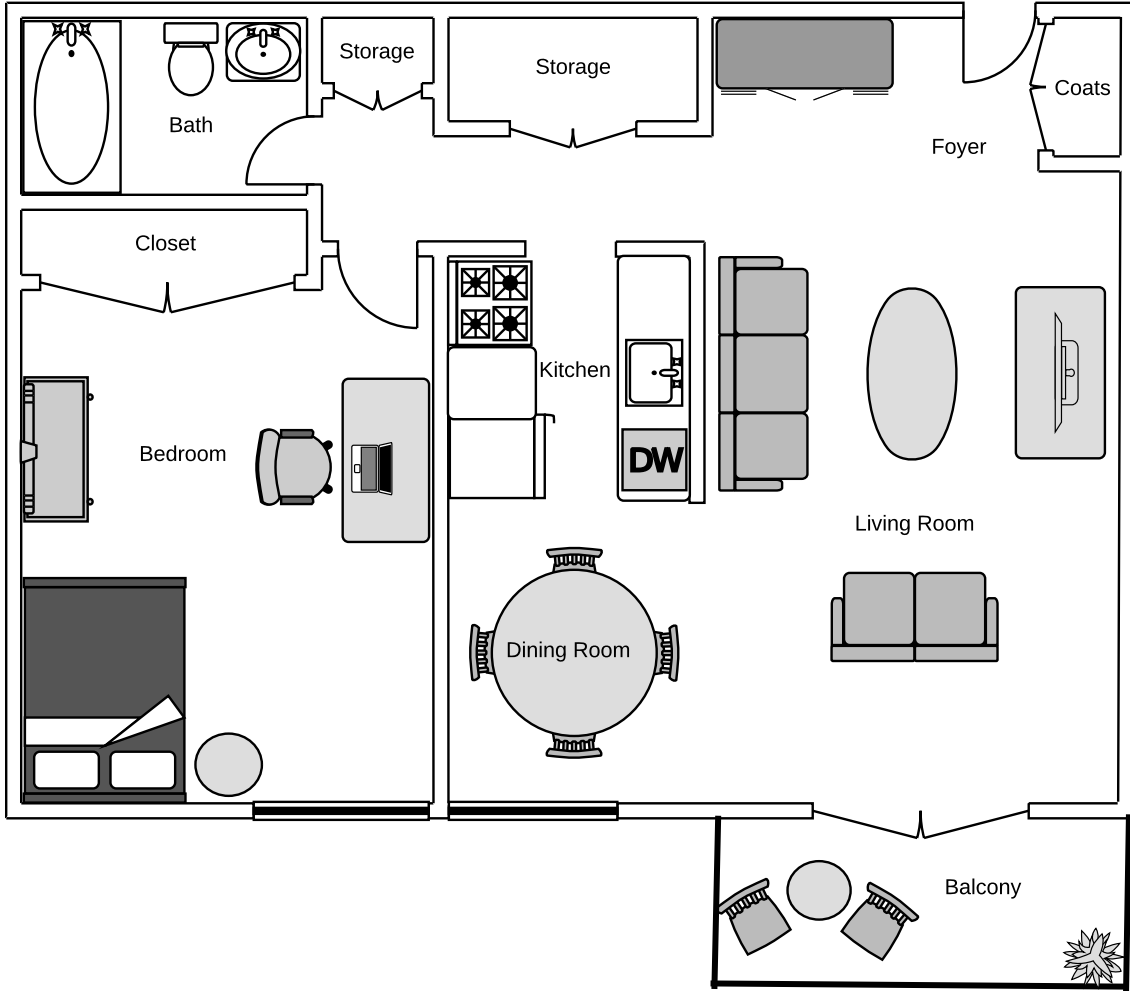 Storage
Storage
Coats
Bath
Foyer
Closet
Kitchen
Bedroom
DW
Living Room
Dining Room
Balcony